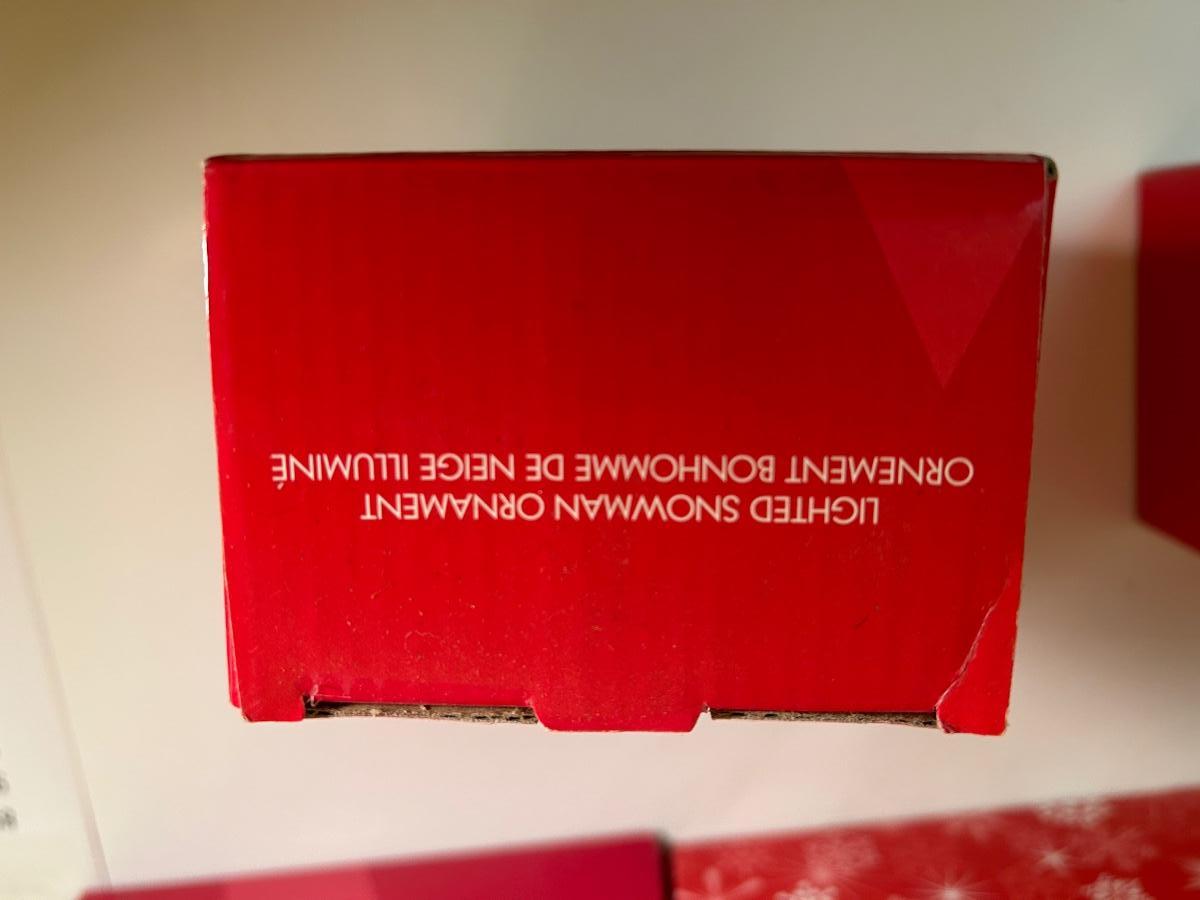 LIGHTED SNOWMAN ORNAMENT
ORNEMENT BONHOMME DE NEIGE ILLUMINÉ